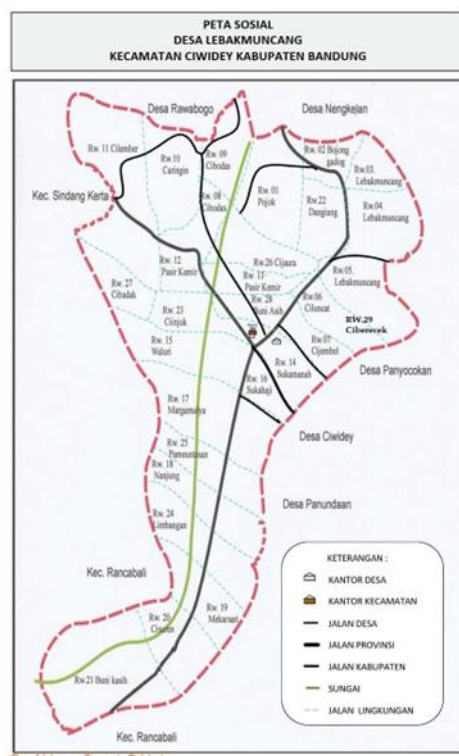 PETA SOSIAL
DESA LEBAKMUNCANG
KECAMATAN CIWIDEY KABUPATEN BANDUNG
Desa Rawabogo
Desa Nengkelan
Rw. 11 Cilember
Rw. 10
Caringin
Rw. 09
Cibodas
Rw. 02 Bojong
gadog
Rw. 03.
Lebakmuncang
Kec. Sindang Kerta
Rw. 08
Cibodas
Rw. 01
Pojok
Rw. 22
Dangiang
Rw. 04.
Lebakmuncang
Rw. 12
Pasir Kemir
Rw.26 Cijaura
Rw. 13
Pasir Kemir
Rw. 05.
Lebakmuncang
Rw. 27
Cibadak
Rw. 28
Buni Asih
Rw.06
Ciluncat
RW.29
Ciberecek
Rw. 23
Ciinjuk
Rw. 15
Waluri
Rw.07
Cijembel
Rw. 14
Sukamanah
Desa Panyocokan
Rw. 16
Sukahaji
Rw. 17
Margamulya
Desa Ciwidey
Rw. 25
Pameuntasan
Rw. 18
Nanjung
Desa Panundaan
Rw. 24
Limbangan
Kec. Rancabali
Rw. 20
Rw. 19
Mekarsari
Rw.21 Buni kasih
Kec. Rancabali
KETERANGAN :
KANTOR DESA
KANTOR KECAMATAN
JALAN DESA
JALAN PROVINSI
JALAN KABUPATEN
SUNGAI
JALAN LINGKUNGAN